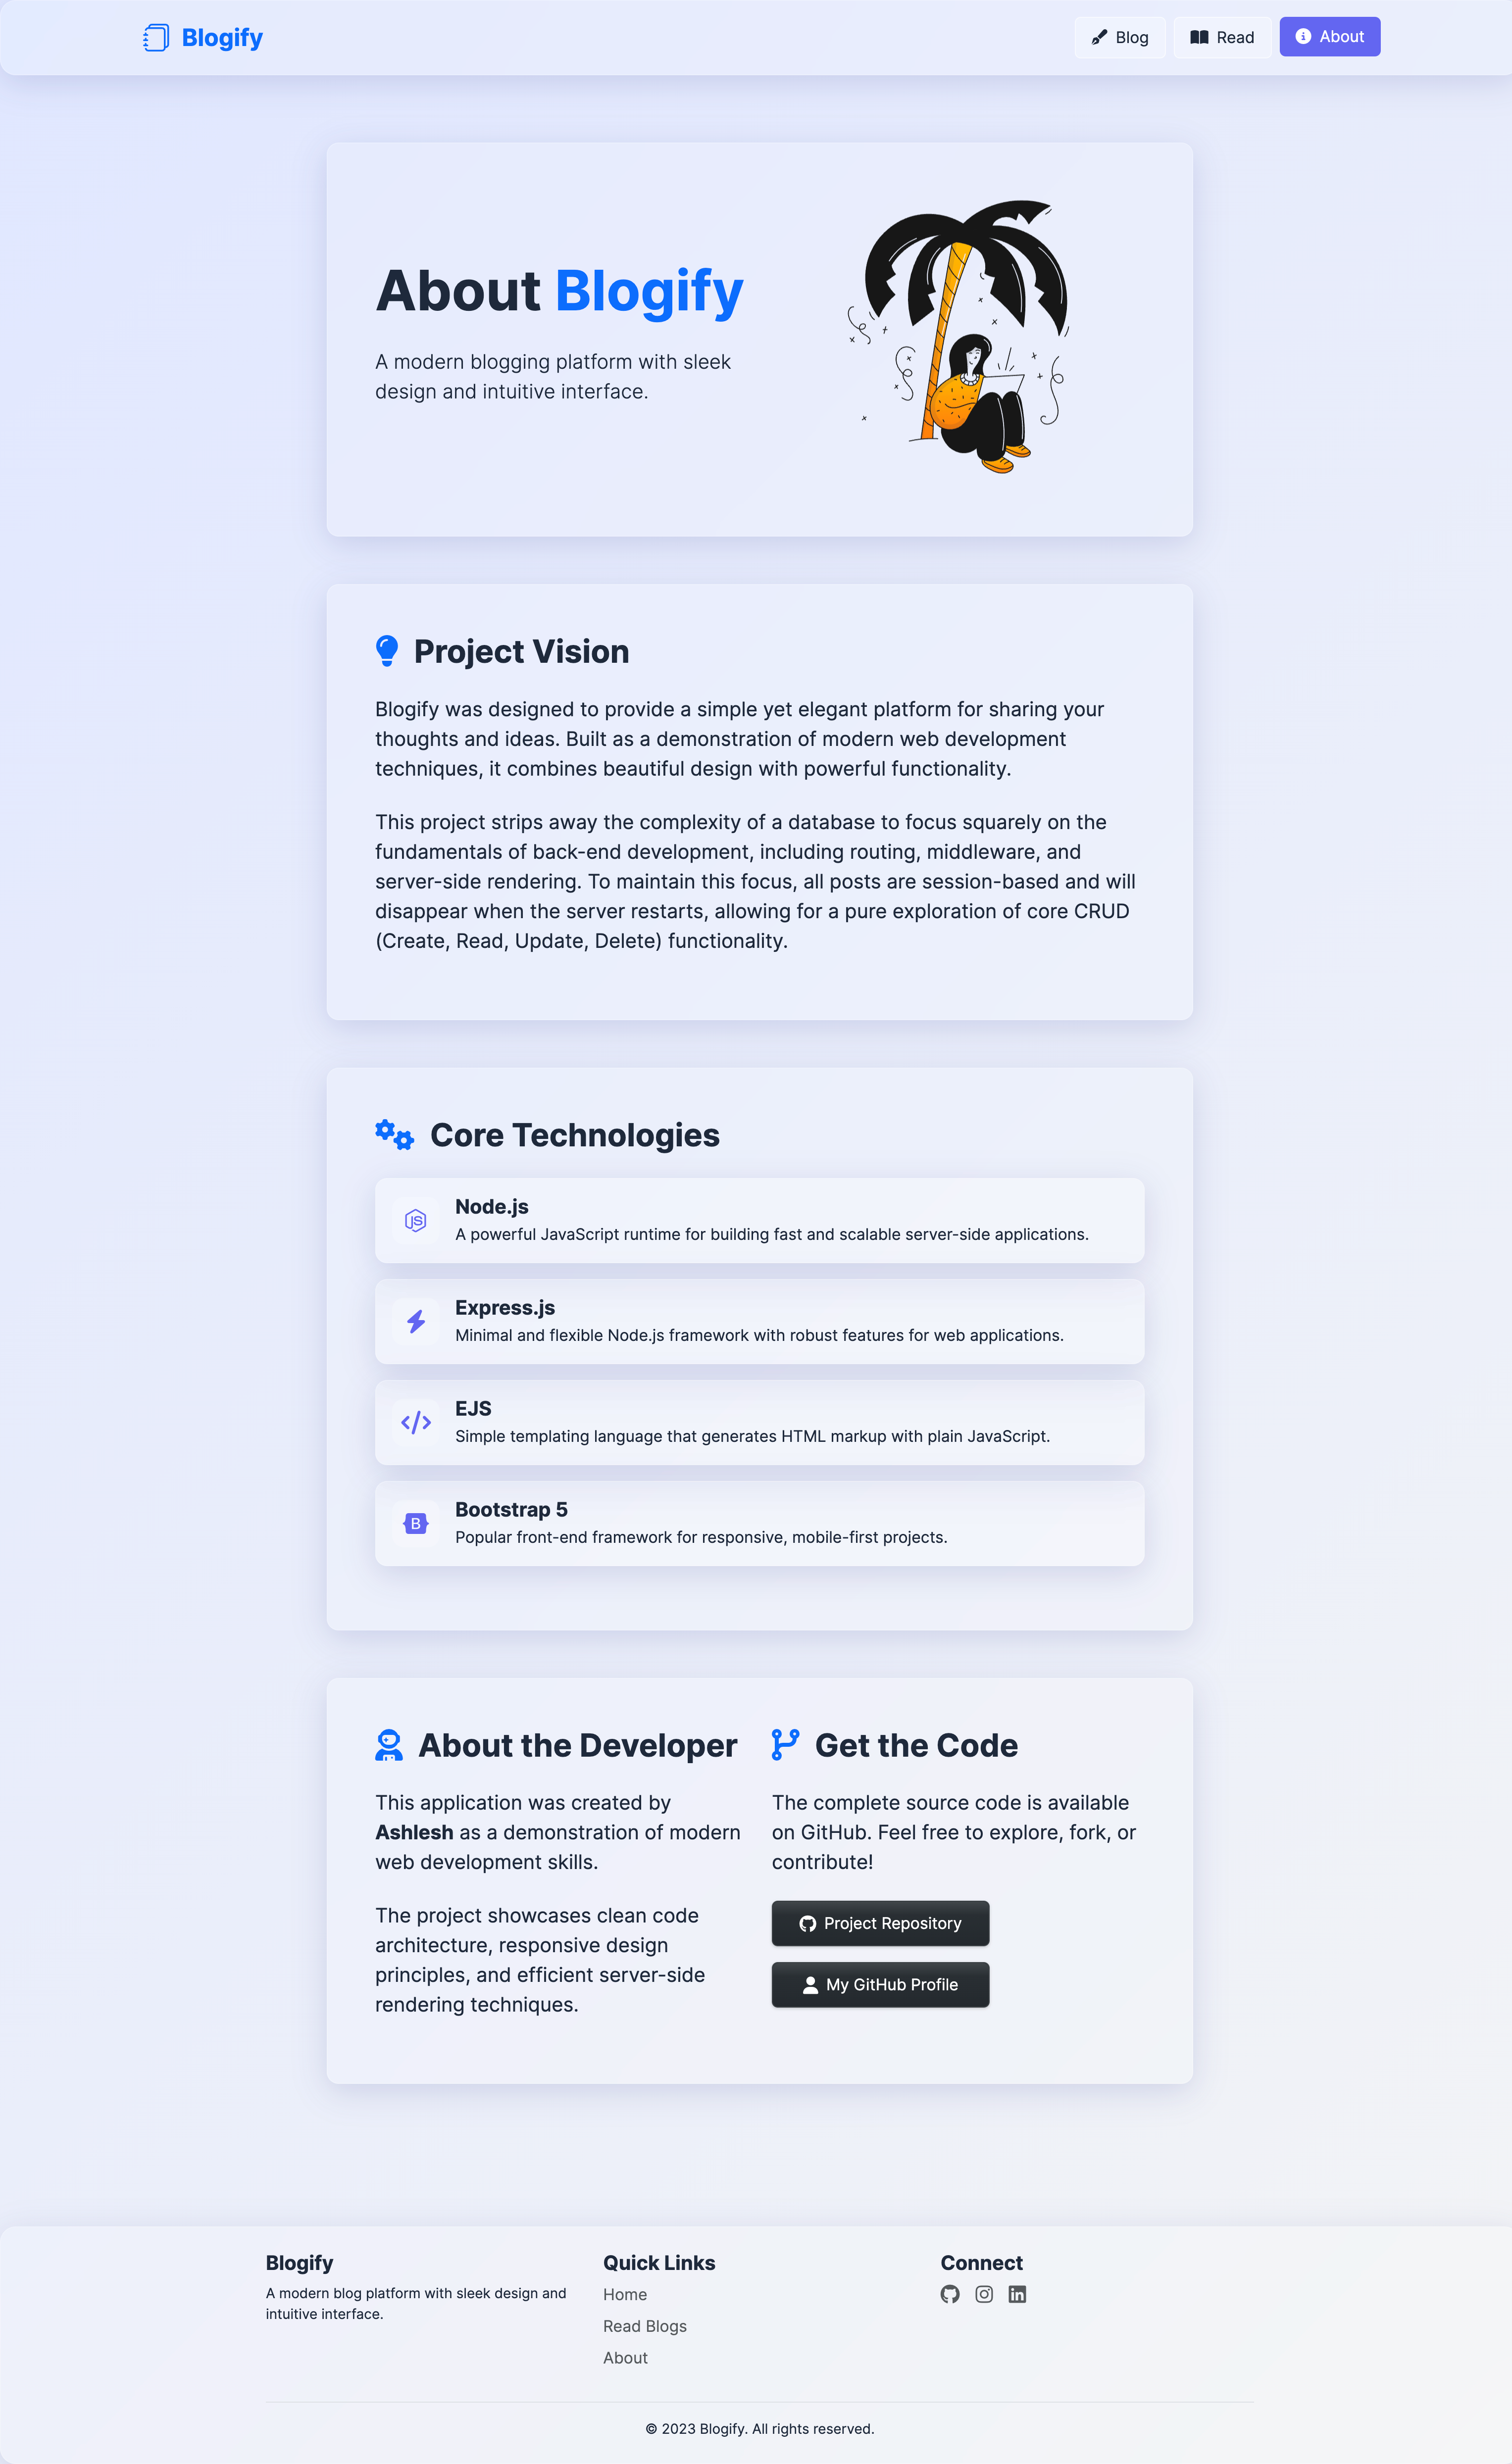 Blogify
Blog
Read
About
About Blogify
A modern blogging platform with sleek
design and intuitive interface.
Project Vision
Blogify was designed to provide a simple yet elegant platform for sharing your
thoughts and ideas. Built as a demonstration of modern web development
techniques, it combines beautiful design with powerful functionality.
This project strips away the complexity of a database to focus squarely on the
fundamentals of back-end development, including routing, middleware, and
server-side rendering. To maintain this focus, all posts are session-based and will
disappear when the server restarts, allowing for a pure exploration of core CRUD
(Create, Read, Update, Delete) functionality.
Core Technologies
Node.js
A powerful JavaScript runtime for building fast and scalable server-side applications.
Express.js
Minimal and flexible Node.js framework with robust features for web applications.
EJS
Simple templating language that generates HTML markup with plain JavaScript.
Bootstrap 5
Popular front-end framework for responsive, mobile-first projects.
About the Developer
This application was created by
Ashlesh as a demonstration of modern
web development skills.
The project showcases clean code
architecture, responsive design
principles, and efficient server-side
rendering techniques.
Get the Code
The complete source code is available
on GitHub. Feel free to explore, fork, or
contribute!
Project Repository
My GitHub Profile
Blogify
A modern blog platform with sleek design and
intuitive interface.
Quick Links
Home
Read Blogs
About
Connect
© 2023 Blogify. All rights reserved.